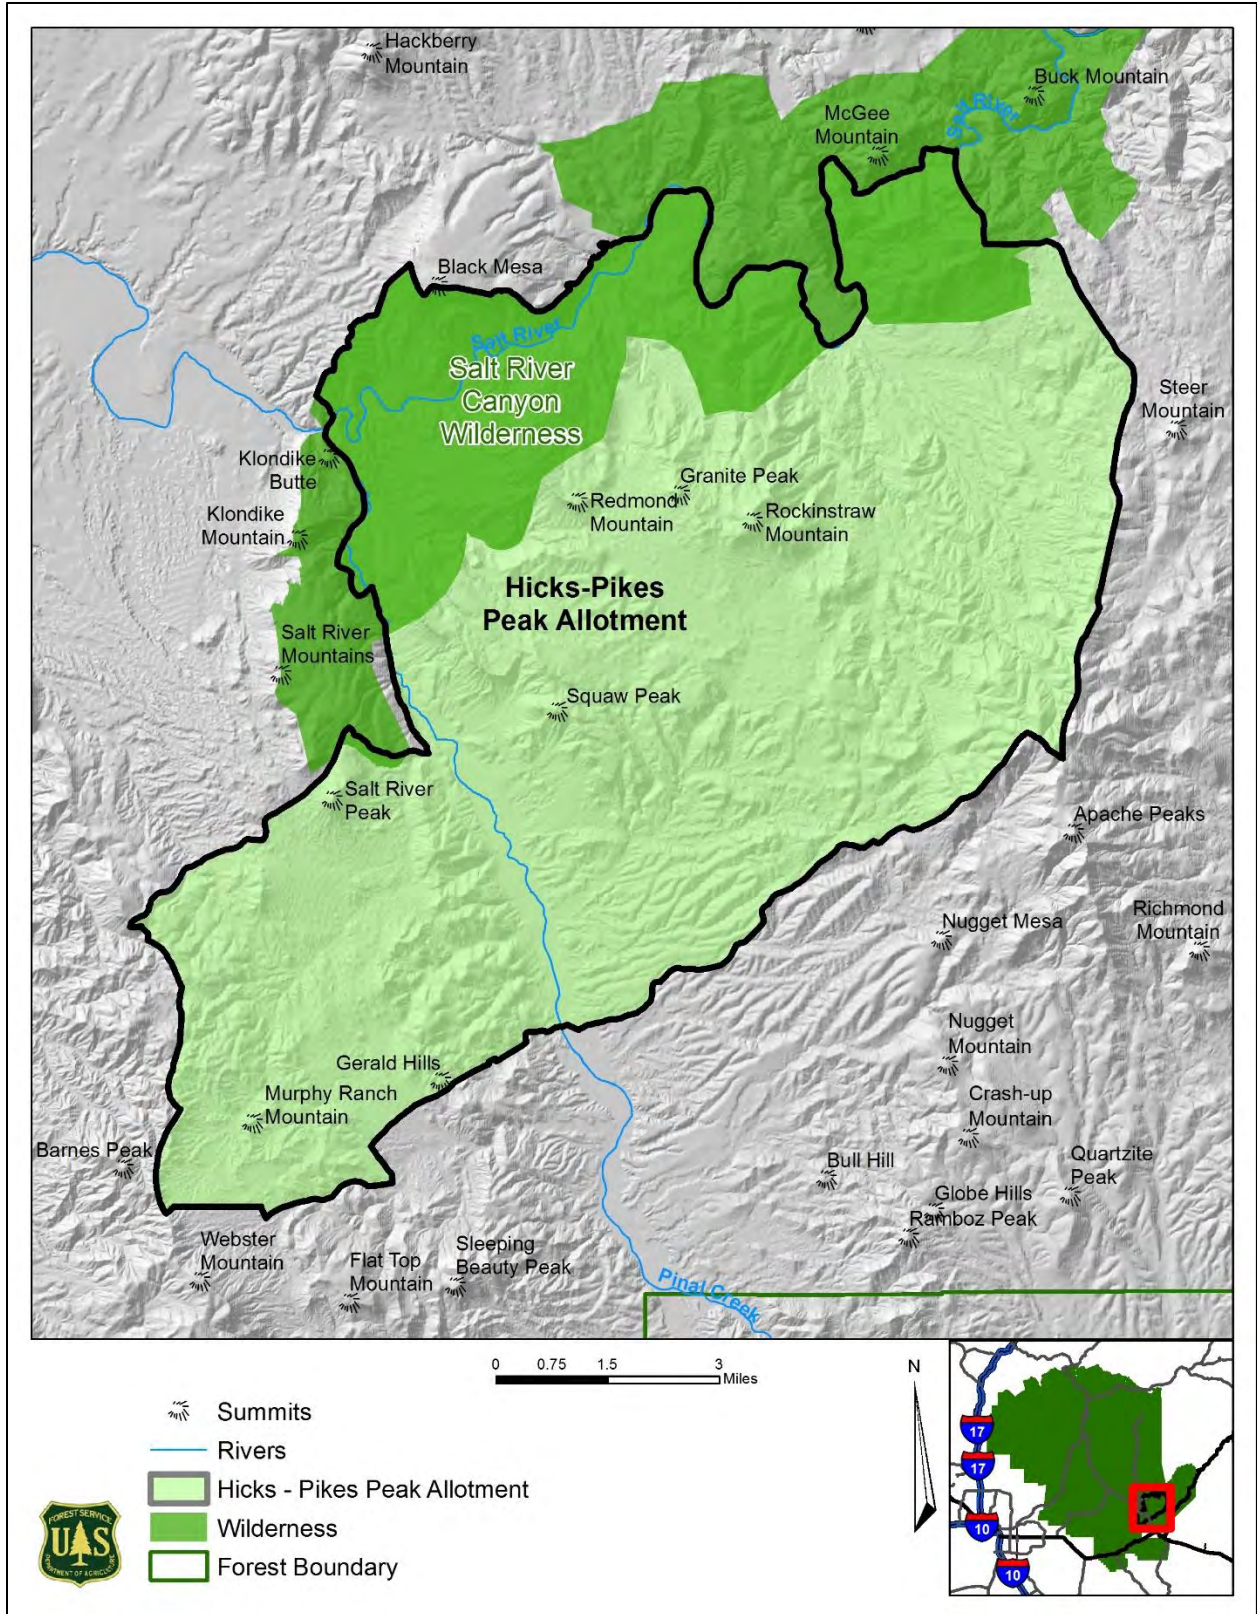 Hackberry
Mountain
Buck Mountain
Salt River
McGee
Mountain
Black Mesa
Salt River
Salt River
Canyon
Wilderness
Steer
Mountain
Klondike
Butte
Granite Peak
Redmond
Mountain
Rockinstraw
Mountain
Klondike
Mountain
Hicks-Pikes
Peak Allotment
Salt River
Mountains
Squaw Peak
Salt River
Peak
Apache Peaks
Richmond
Mountain
Nugget Mesa
Nugget
Mountain
Gerald Hills
Murphy Ranch
Mountain
Crash-up
Mountain
Barnes Peak
Bull Hill
Quartzite
Peak
Globe Hills
Ramboz Peak
Webster
Mountain
Flat Top
Mountain
Sleeping
Beauty Peak
Pinal Creek
0 0.75 1.5 3
Miles
N
Summits
Rivers
Hicks - Pikes Peak Allotment
Wilderness
Forest Boundary
FOREST SERVICE
U S
DEPARTMENT OF AGRICULTURE
17
17
10
10